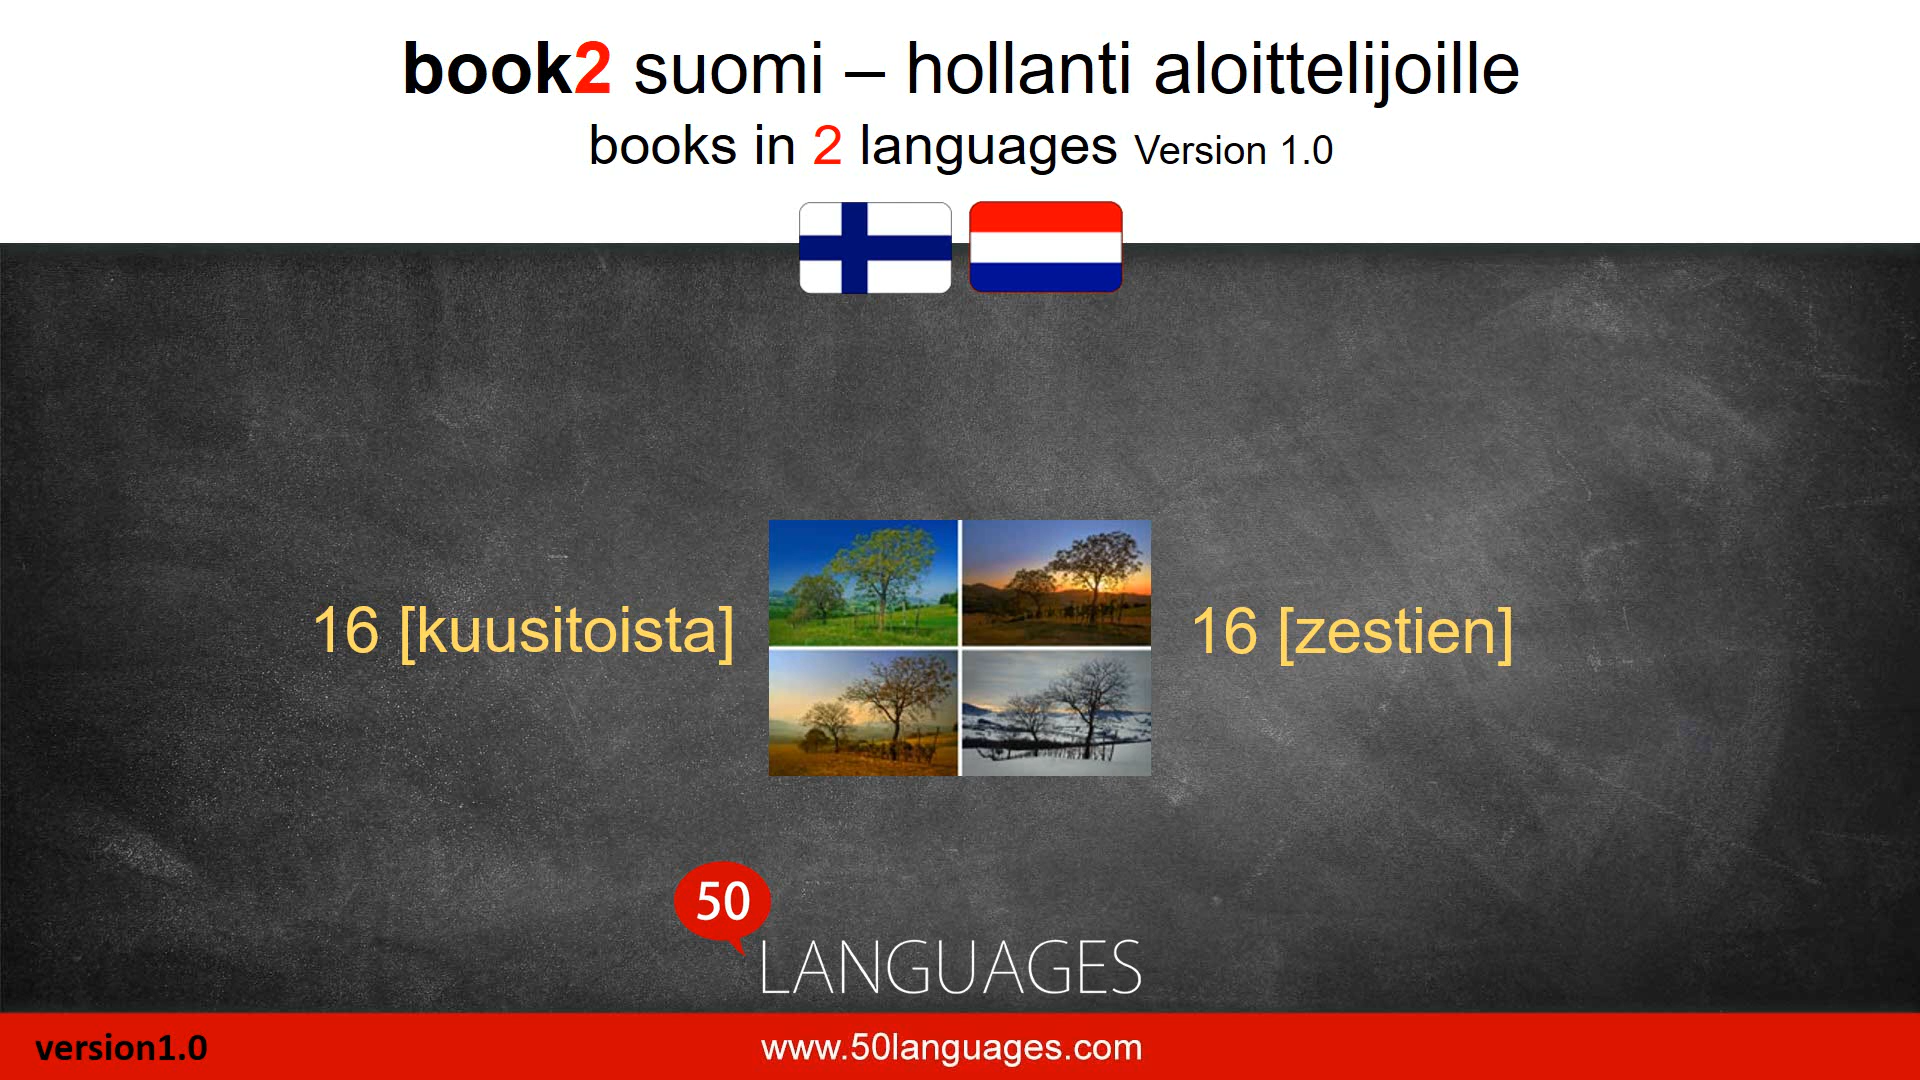 book2 suomi – hollanti aloittelijoille
books in 2 languages Version 1.0
16 [kuusitoista]
16 [zestien]
50
LANGUAGES
version1.0
www.50languages.com